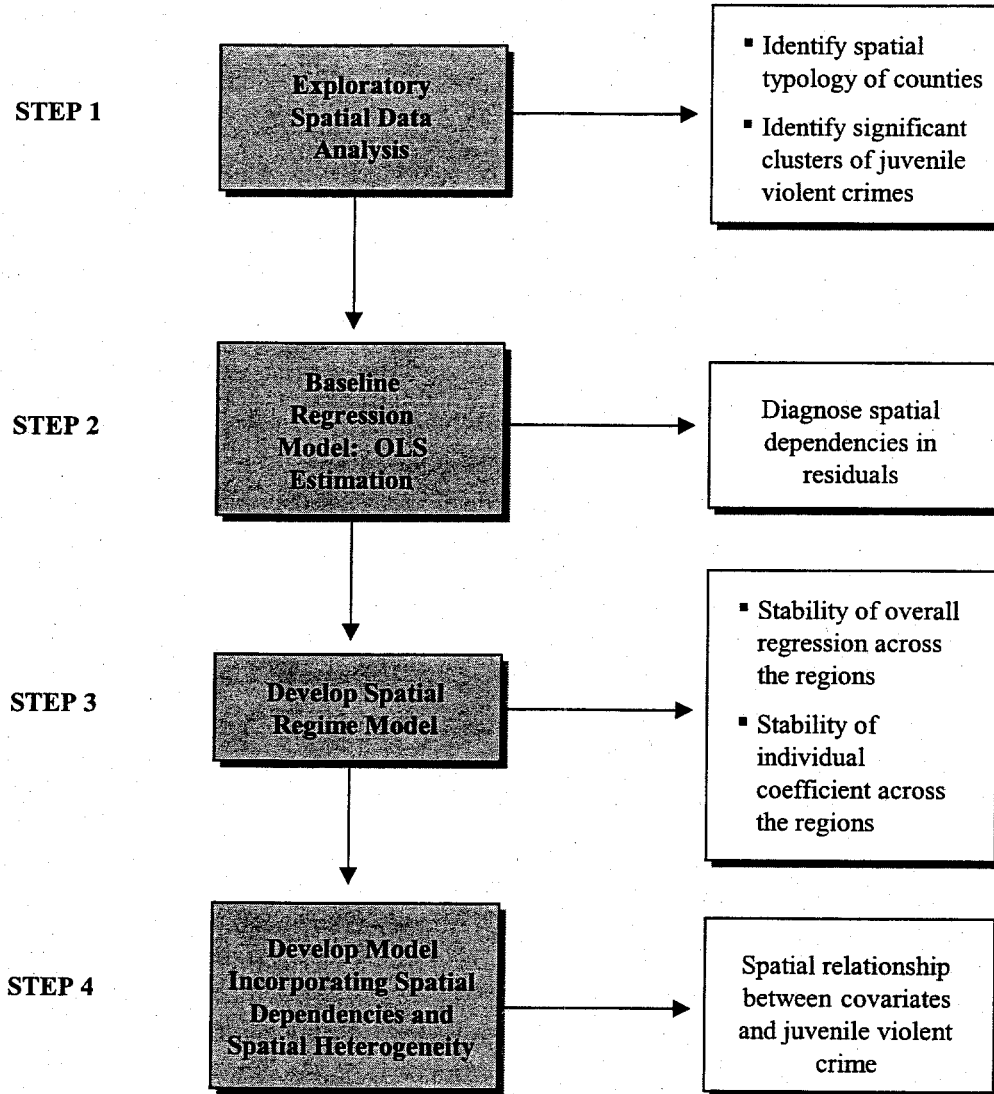 STEP 1
Exploratory
Spatial Data
Analysis
▪ Identify spatial
typology of counties
▪ Identify significant
clusters of juvenile
violent crimes
STEP 2
Baseline
Regression
Model: OLS
Estimation
Diagnose spatial
dependencies in
residuals
STEP 3
Develop Spatial
Regime Model
▪ Stability of overall
regression across
the regions
▪ Stability of
individual
coefficient across
the regions
STEP 4
Develop Model
Incorporating Spatial
Dependencies and
Spatial Heterogeneity
Spatial relationship
between covariates
and juvenile violent
crime